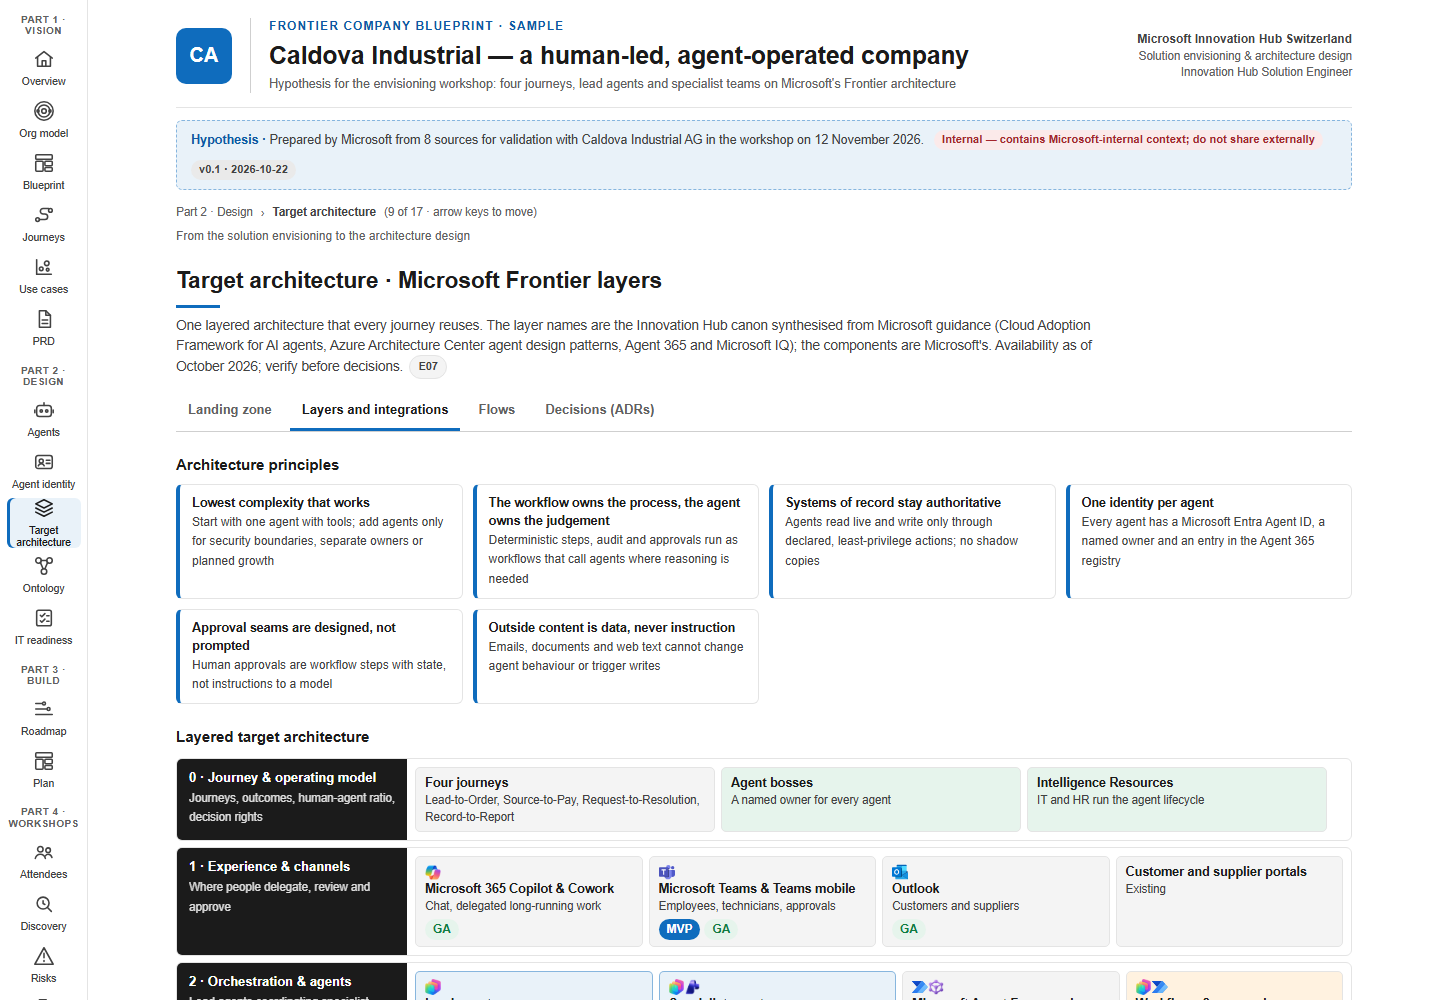 PART 1 ·
VISION
Overview
Org model
Blueprint
Journeys
Use cases
PRD
PART 2 ·
DESIGN
Agents
Agent identity
Target
architecture
Ontology
IT readiness
PART 3 ·
BUILD
Roadmap
Plan
PART 4 ·
WORKSHOPS
Attendees
Discovery
Risks
CA
FRONTIER COMPANY BLUEPRINT · SAMPLE
Caldova Industrial — a human-led, agent-operated company
Hypothesis for the envisioning workshop: four journeys, lead agents and specialist teams on Microsoft's Frontier architecture
Microsoft Innovation Hub Switzerland
Solution envisioning & architecture design
Innovation Hub Solution Engineer
Hypothesis · Prepared by Microsoft from 8 sources for validation with Caldova Industrial AG in the workshop on 12 November 2026. Internal — contains Microsoft-internal context; do not share externally
v0.1 · 2026-10-22
Part 2 · Design › Target architecture (9 of 17 · arrow keys to move)
From the solution envisioning to the architecture design
Target architecture · Microsoft Frontier layers
One layered architecture that every journey reuses. The layer names are the Innovation Hub canon synthesised from Microsoft guidance (Cloud Adoption
Framework for AI agents, Azure Architecture Center agent design patterns, Agent 365 and Microsoft IQ); the components are Microsoft's. Availability as of
October 2026; verify before decisions. E07
Landing zone Layers and integrations Flows Decisions (ADRs)
Architecture principles
Lowest complexity that works
Start with one agent with tools; add agents only
for security boundaries, separate owners or
planned growth
The workflow owns the process, the agent
owns the judgement
Deterministic steps, audit and approvals run as
workflows that call agents where reasoning is
needed
Systems of record stay authoritative
Agents read live and write only through
declared, least-privilege actions; no shadow
copies
One identity per agent
Every agent has a Microsoft Entra Agent ID, a
named owner and an entry in the Agent 365
registry
Approval seams are designed, not
prompted
Human approvals are workflow steps with state,
not instructions to a model
Outside content is data, never instruction
Emails, documents and web text cannot change
agent behaviour or trigger writes
Layered target architecture
0 · Journey & operating model
Journeys, outcomes, human-agent ratio,
decision rights
Four journeys
Lead-to-Order, Source-to-Pay, Request-to-Resolution,
Record-to-Report
Agent bosses
A named owner for every agent
Intelligence Resources
IT and HR run the agent lifecycle
1 · Experience & channels
Where people delegate, review and
approve
Microsoft 365 Copilot & Cowork
Chat, delegated long-running work
GA
Microsoft Teams & Teams mobile
Employees, technicians, approvals
MVP GA
Outlook
Customers and suppliers
GA
Customer and supplier portals
Existing
2 · Orchestration & agents